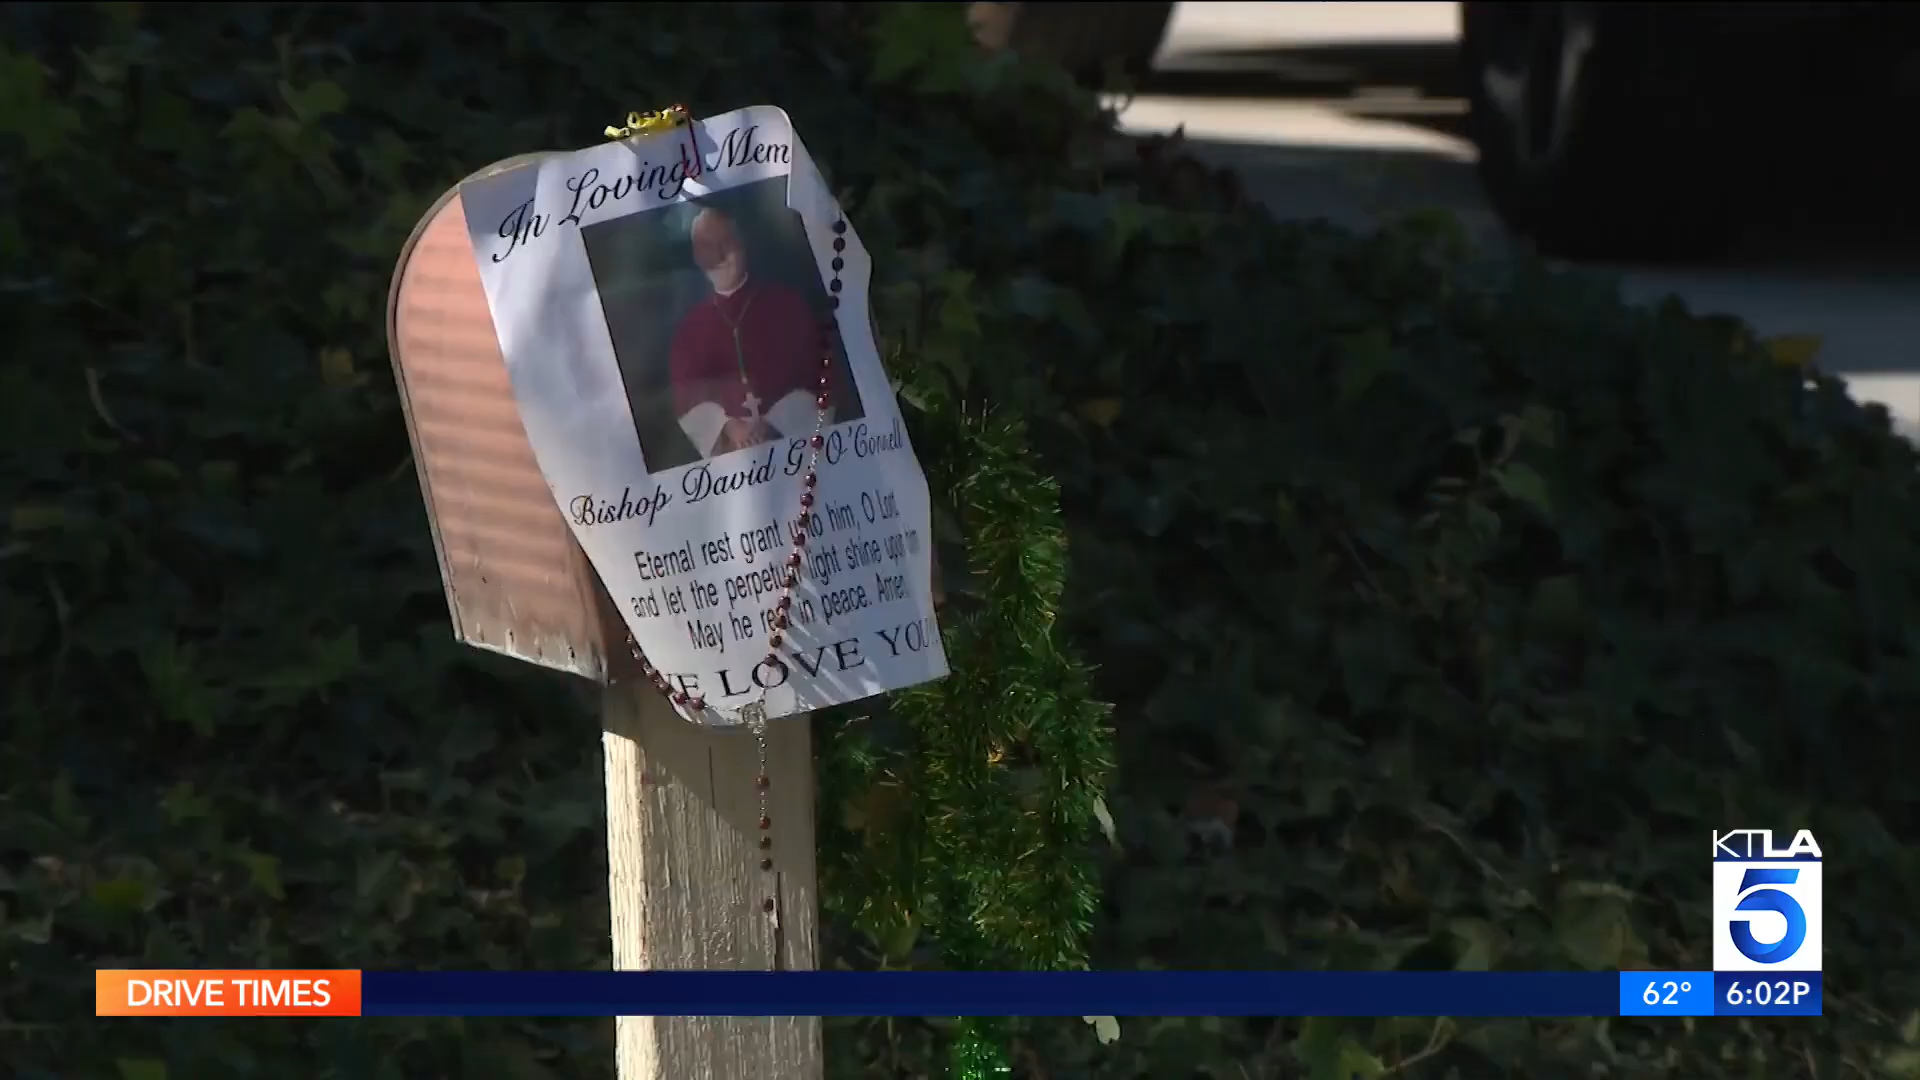 In Loving Mem
Bishop David G. O'Connell
Eternal rest grant unto him, O Lord
and let the perpetual light shine upon him
May he rest in peace. Amen.
WE LOVE YOU!
KTLA
5
DRIVE TIMES
62°
6:02P